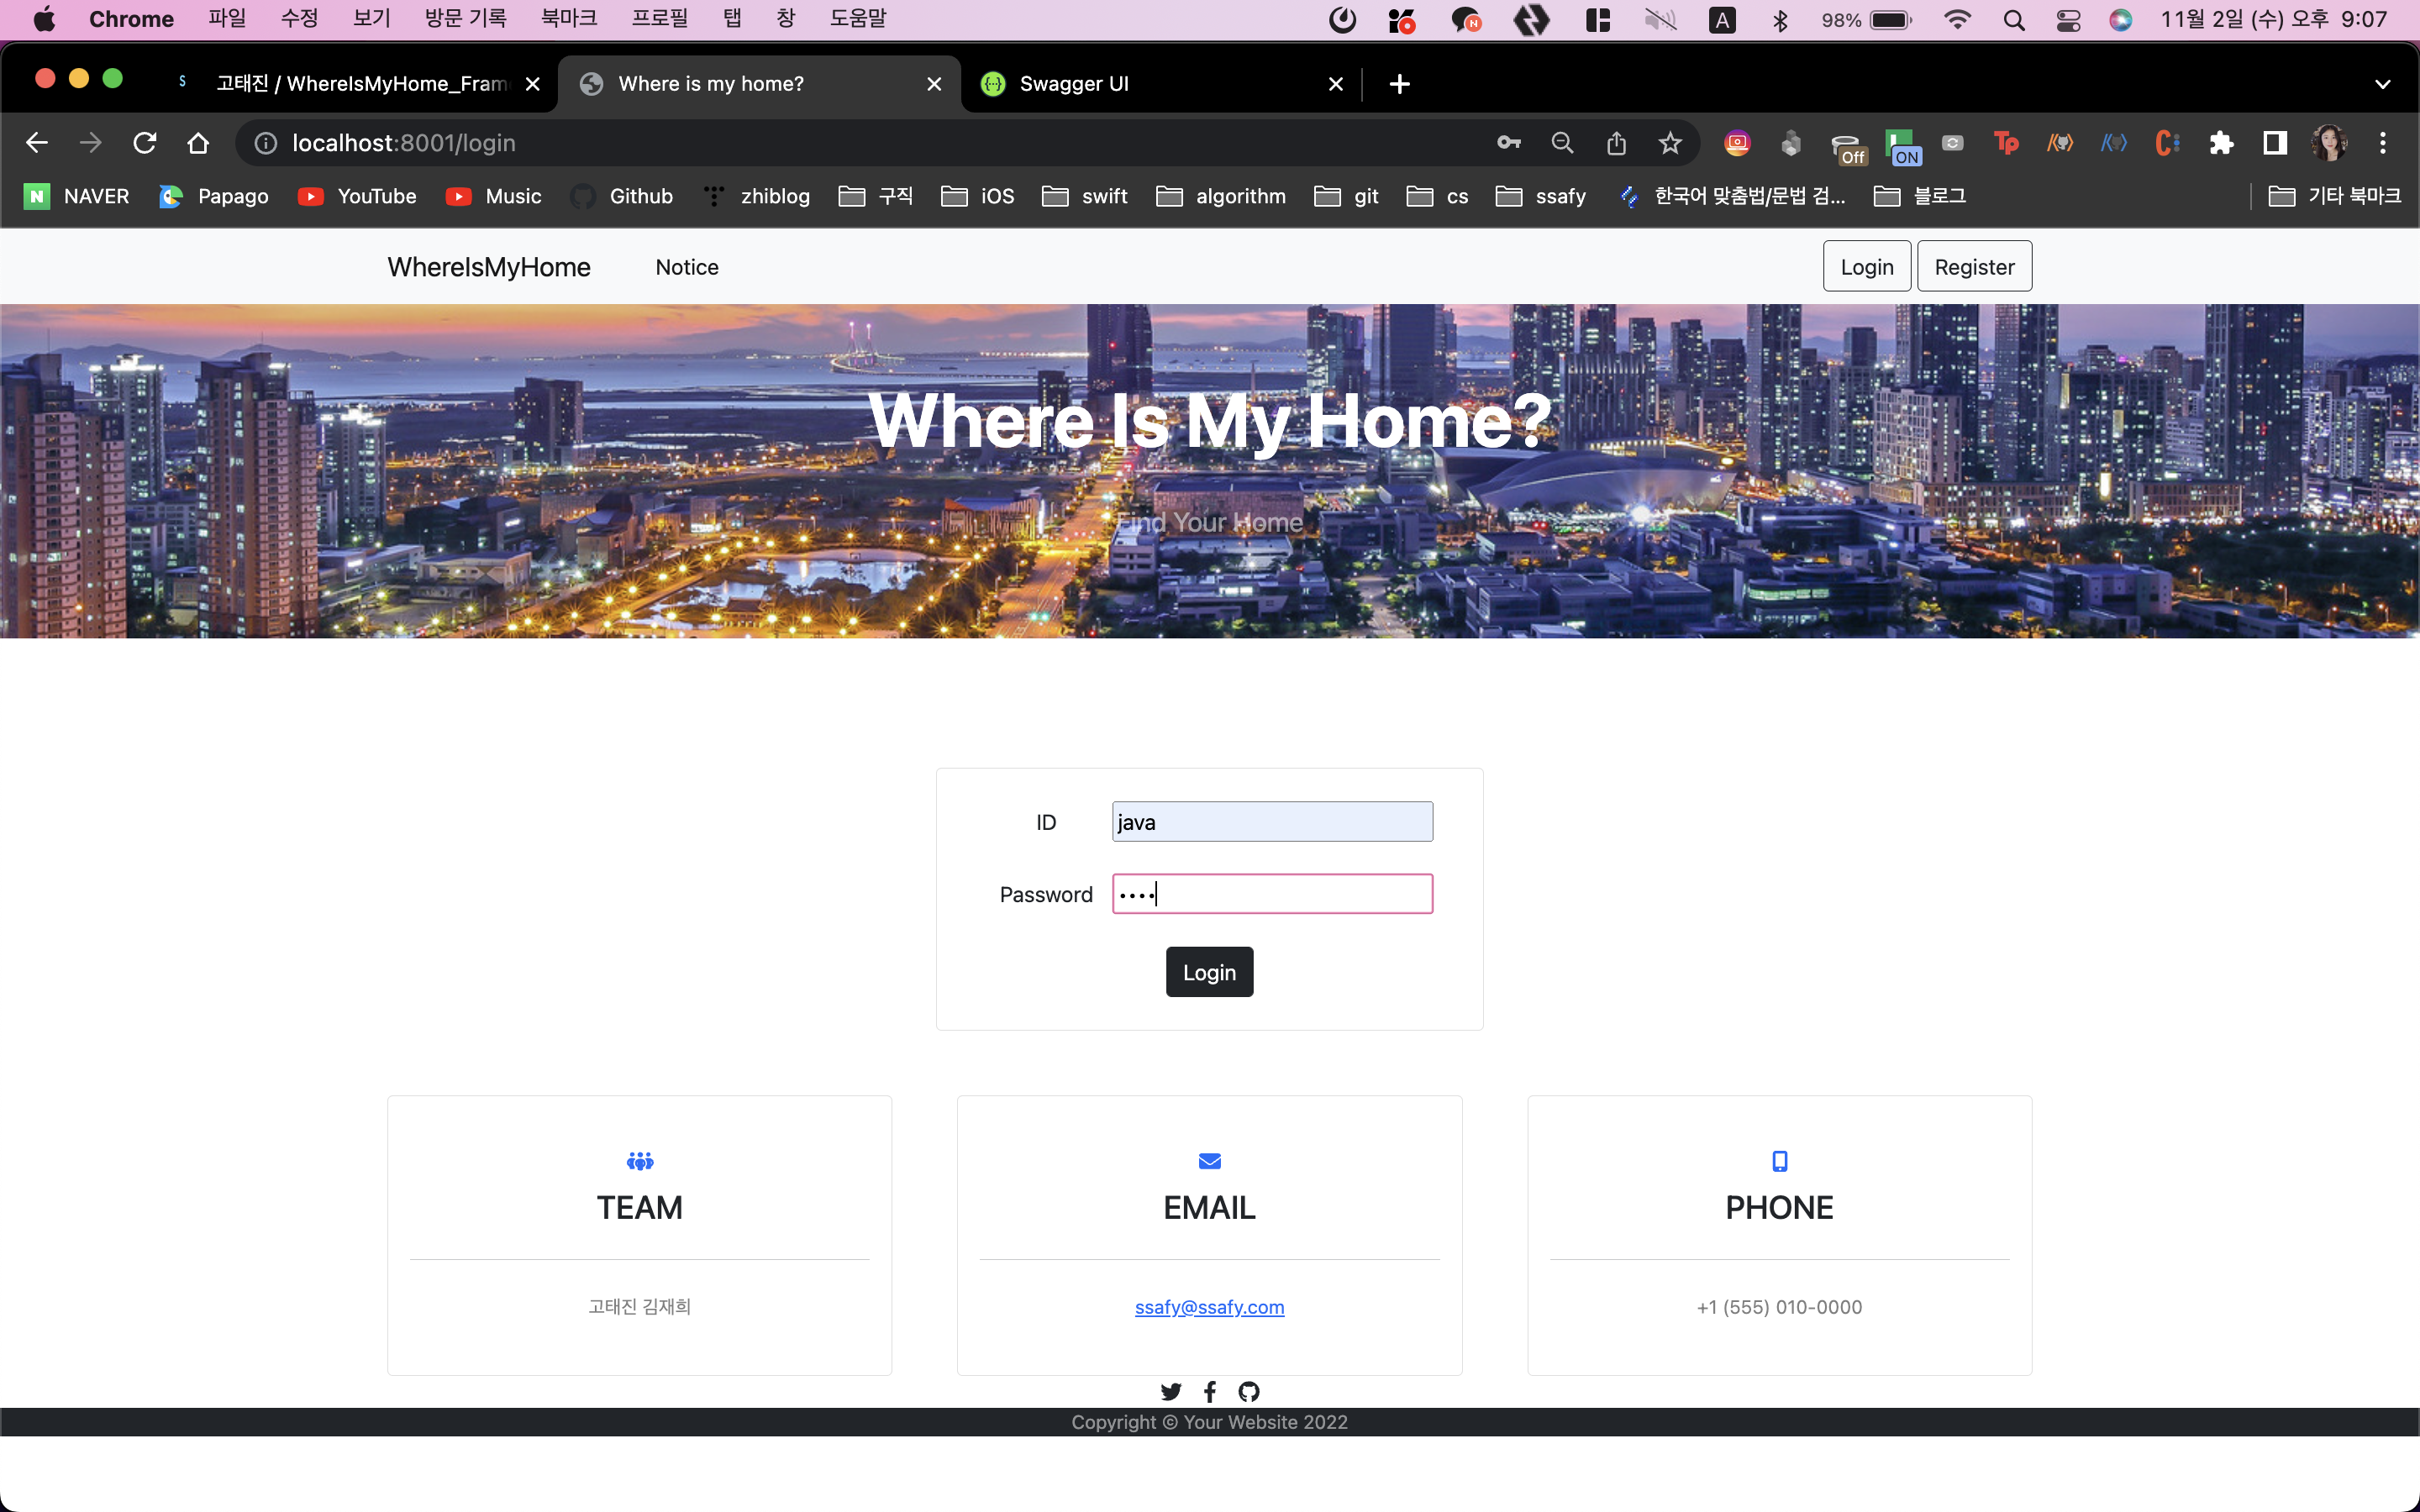 Chrome 파일 수정 보기 방문 기록 북마크 프로필 탭 창 도움말 A 98% 11월 2일 (수) 오후 9:07
고태진 / WhereIsMyHome_Fram Where is my home? Swagger UI
localhost:8001/login Off ON Tp
NAVER Papago YouTube Music Github zhiblog 구직 iOS swift algorithm git cs ssafy 한국어 맞춤법/문법 검... 블로그 기타 북마크
WhereIsMyHome Notice Login Register
Where Is My Home?
Find Your Home
ID java
Password ••••
Login
TEAM
고태진 김재희
EMAIL
ssafy@ssafy.com
PHONE
+1 (555) 010-0000
Copyright © Your Website 2022